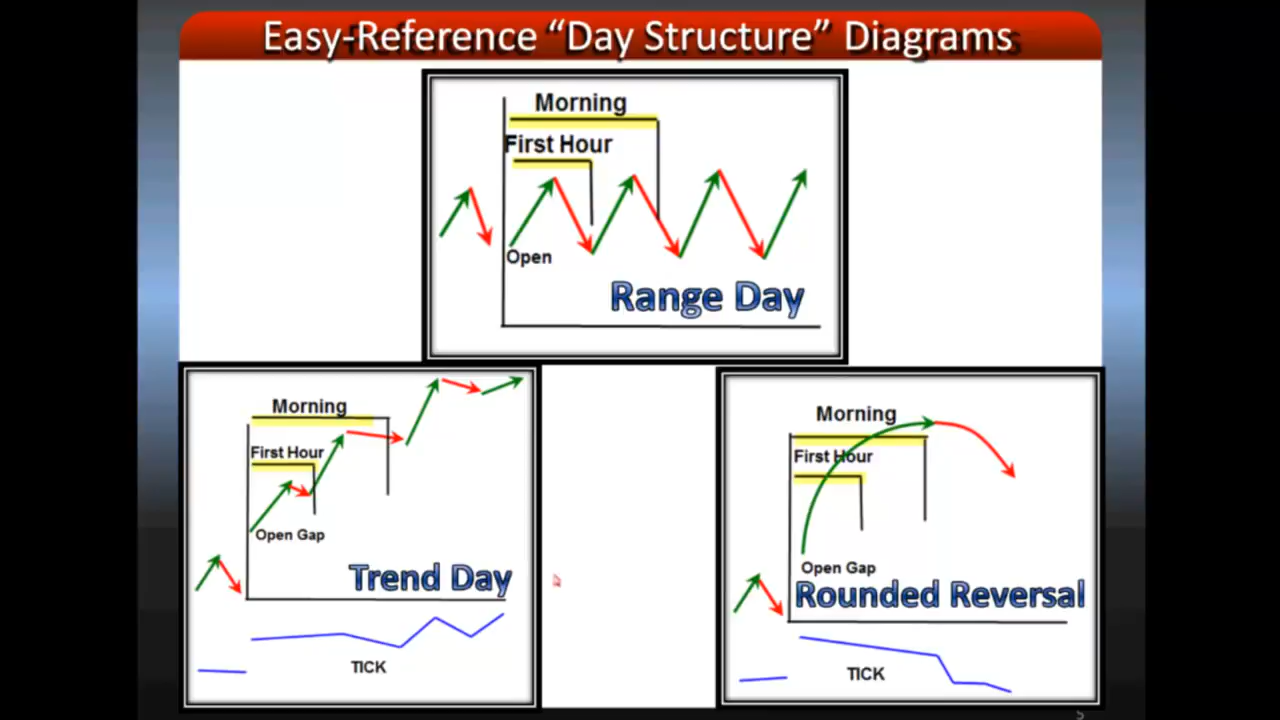 Easy-Reference “Day Structure” Diagrams
Morning
First Hour
Open
Range Day
Morning
First Hour
Open Gap
Trend Day
TICK
Morning
First Hour
Open Gap
Rounded Reversal
TICK
5